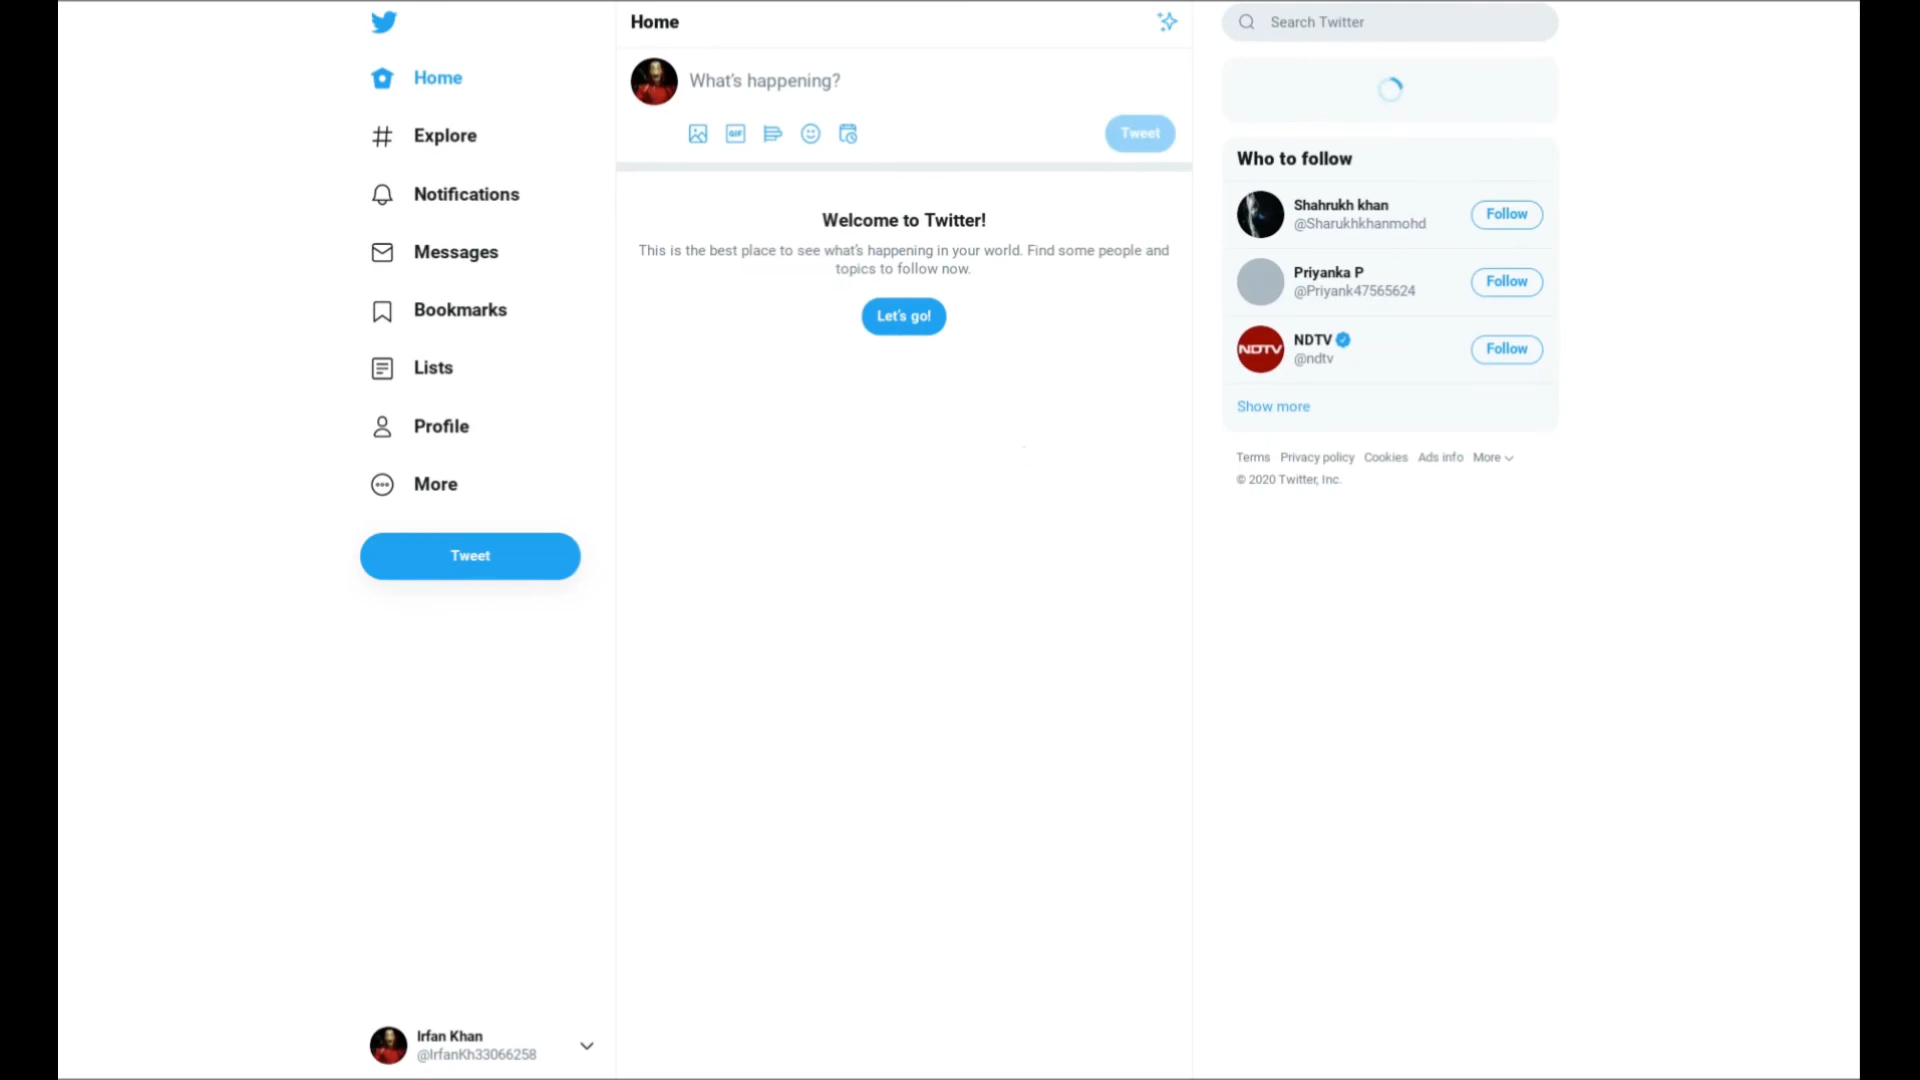 Home
Explore
Notifications
Messages
Bookmarks
Lists
Profile
More
Tweet
Irfan Khan
@IrfanKh33066258
Home
What's happening?
GIF
Tweet
Welcome to Twitter!
This is the best place to see what's happening in your world. Find some people and
topics to follow now.
Let's go!
Search Twitter
Who to follow
Shahrukh khan
@Sharukhkhanmohd
Follow
Priyanka P
@Priyank47565624
Follow
NDTV
NDTV
@ndtv
Follow
Show more
Terms Privacy policy Cookies Ads info More
© 2020 Twitter, Inc.